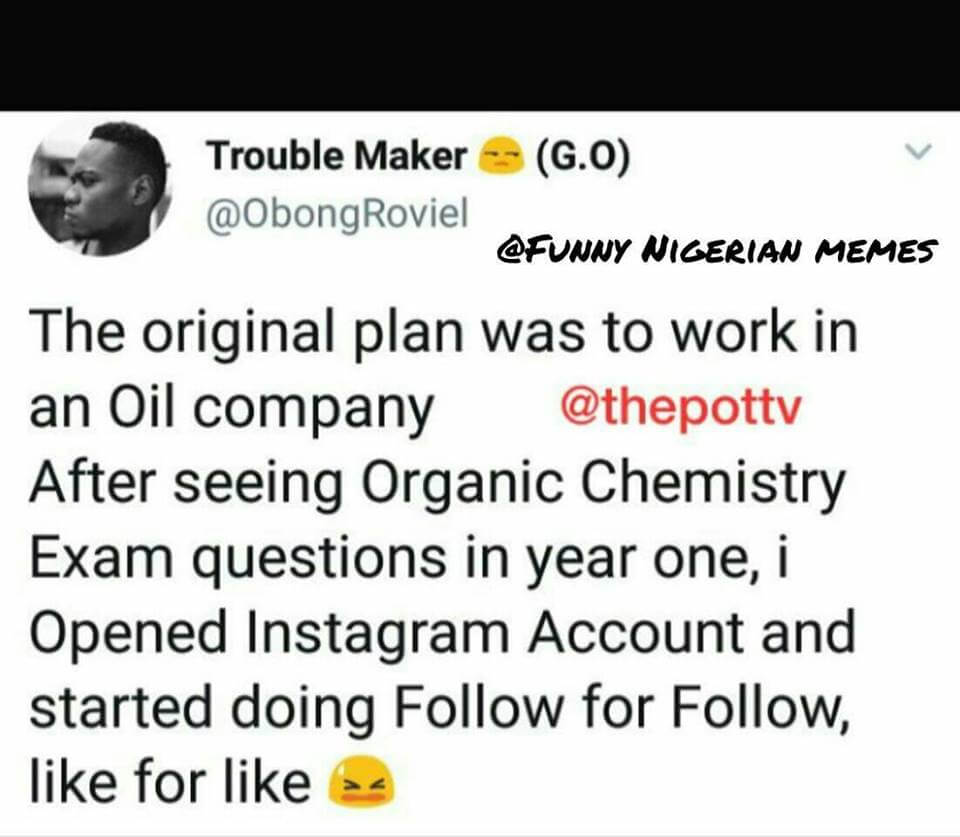 Trouble Maker 😑 (G.O)
@ObongRoviel
@Funny Nigerian memes
The original plan was to work in
an Oil company
@thepottv
After seeing Organic Chemistry
Exam questions in year one, i
Opened Instagram Account and
started doing Follow for Follow,
like for like 😝